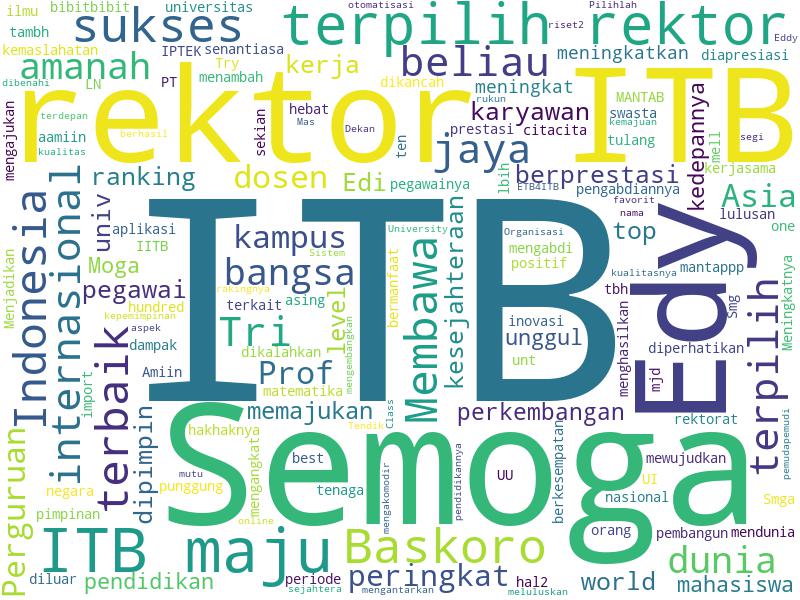 ilmu
bibitbibit
universitas
otomatisasi
Pilihlah
tambh
sukses
terpilih
riset2
rektor
Eddy
kemaslahatan
IPTEK
senantiasa
meningkatkan
diapresiasi
amanah
PT
Try
kerja
beliau
LN
menambah
dikancah
meningkat
dibenahi
rektor ITB
MANTAB
mengajukan
terdepan
hebat
karyawan
swasta
kedepannya
aamiin
berhasil
sekian
Mas
Dekan
rukun
prestasi
citacita
kemajuan
kualitas
ten
jaya
tulang
mell
segi
ranking
dosen
Edi
pegawainya
lbih
berprestasi
kerjasama
ETB4ITB
pengabdiannya
Asia
Indonesia
internasional
univ
aplikasi
IITB
ITB
kampus
University
kesejahteraan
Organisasi
top
favorit
nama
lulusan
one
Edy
Moga
bangsa
Sistem
mengabdi
positif
kualitasnya
mantappp
pegawai
rakingnya
asing
level
bermanfaat
Membawa
tbh
Smg
Menjadikan
hundred
terkait
kepemimpinan
aspek
Tri
mengembangkan
inovasi
unggul
menghasilkan
terpilih
Meningkatnya
dampak
dikalahkan
unt
diperhatikan
terbaik
Amiin
Prof
matematika
mjd
import
dipimpin
memajukan
Class
perkembangan
rektorat
Perguruan
Semoga
hakhaknya
Tendik
pemudapemudi
best
mengangkat
mengakomodir
pendidikannya
berkesempatan
mewujudkan
mutu
UU
UI
negara
punggung
tenaga
nasional
Smga
pimpinan
online
orang
pembangun
mendunia
ITB
maju
Baskoro
dunia
diluar
pendidikan
periode
sejahtera
peringkat
mengantarkan
hal2
meluluskan
world
mahasiswa